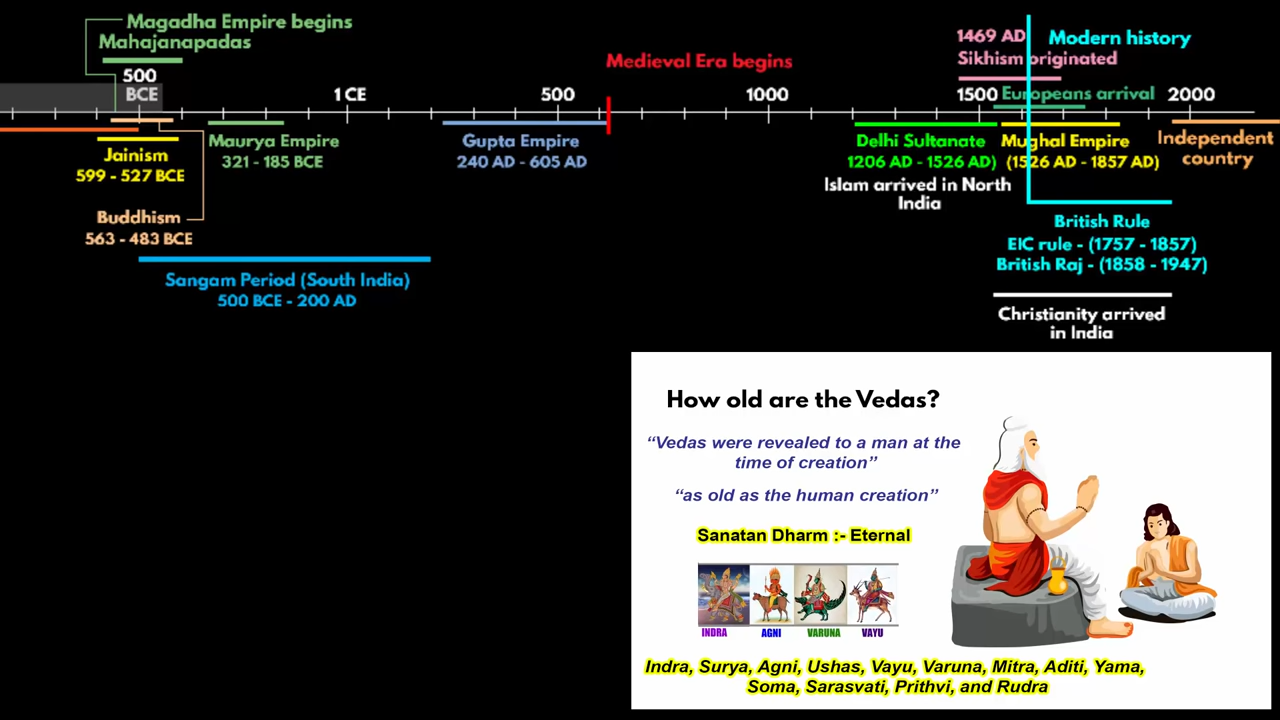 Magadha Empire begins
Mahajanapadas
500
BCE
1 CE
500
Medieval Era begins
1000
1469 AD
Sikhism originated
1500
Europeans arrival
Modern history
2000
Jainism
599 - 527 BCE
Maurya Empire
321 - 185 BCE
Gupta Empire
240 AD - 605 AD
Delhi Sultanate
1206 AD - 1526 AD)
Islam arrived in North
India
Mughal Empire
(1526 AD - 1857 AD)
Independent
country
Buddhism
563 - 483 BCE
Sangam Period (South India)
500 BCE - 200 AD
British Rule
EIC rule - (1757 - 1857)
British Raj - (1858 - 1947)
Christianity arrived
in India
How old are the Vedas?
“Vedas were revealed to a man at the
time of creation”
“as old as the human creation”
Sanatan Dharm :- Eternal
INDRA
AGNI
VARUNA
VAYU
Indra, Surya, Agni, Ushas, Vayu, Varuna, Mitra, Aditi, Yama,
Soma, Sarasvati, Prithvi, and Rudra